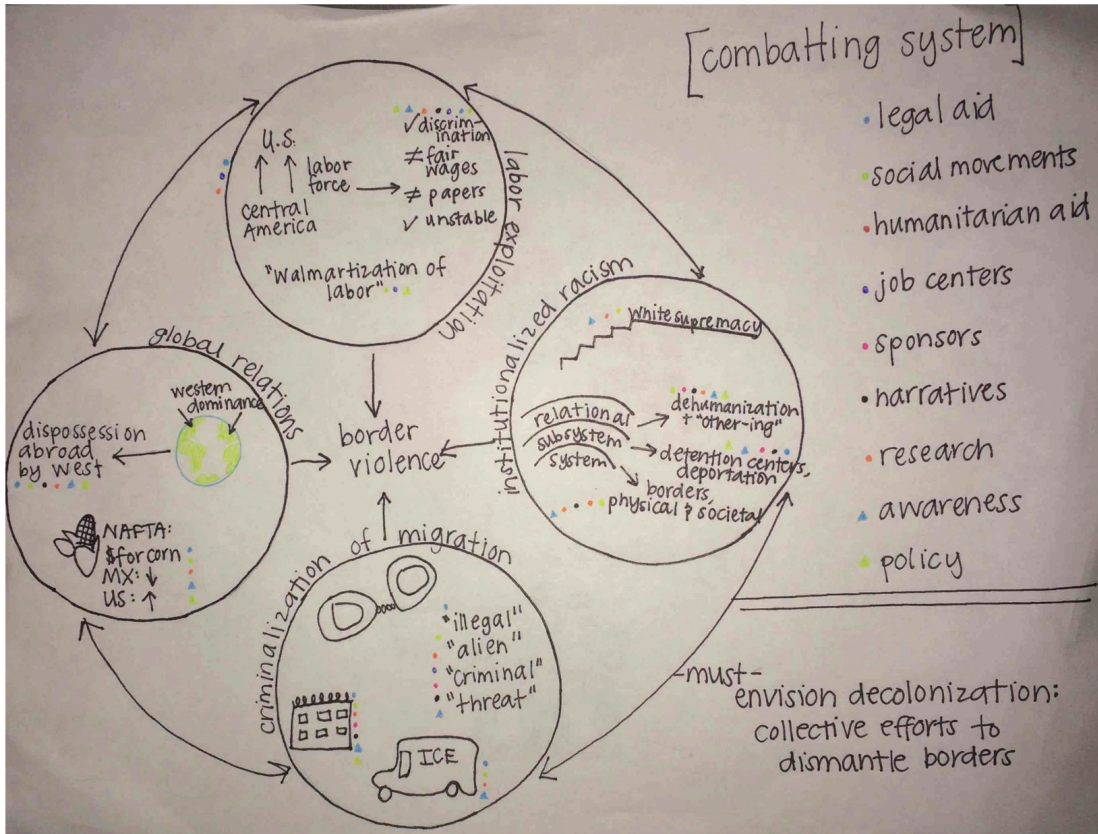 [combatting system]
legal aid
social movements
humanitarian aid
job centers
sponsors
narratives
research
awareness
policy
-must-
envision decolonization:
collective efforts to
dismantle borders
labor exploitation
U.S.
labor
force
central
America
✓ discrim-
ination
≠ fair
wages
≠ papers
✓ unstable
"Walmartization of
labor"
global relations
western
dominance
dispossession
abroad
by west
NAFTA:
$ for corn
MX: ↓
US: ↑
border
violence
institutionalized racism
white supremacy
relational
subsystem
system
dehumanization
+ "other-ing"
detention centers,
deportation
borders,
physical & societal
criminalization of migration
"illegal"
"alien"
"criminal"
"threat"
ICE